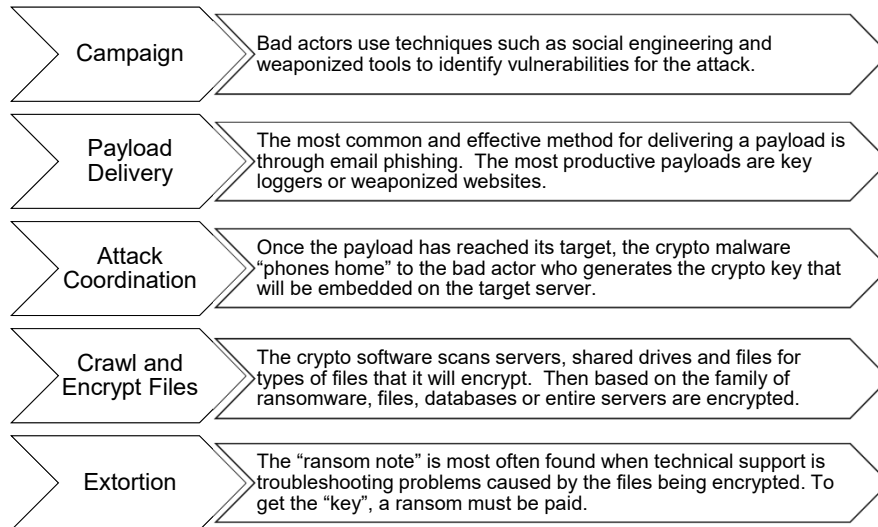 Campaign
Bad actors use techniques such as social engineering and
weaponized tools to identify vulnerabilities for the attack.
Payload
Delivery
The most common and effective method for delivering a payload is
through email phishing.  The most productive payloads are key
loggers or weaponized websites.
Attack
Coordination
Once the payload has reached its target, the crypto malware
“phones home” to the bad actor who generates the crypto key that
will be embedded on the target server.
Crawl and
Encrypt Files
The crypto software scans servers, shared drives and files for
types of files that it will encrypt.  Then based on the family of
ransomware, files, databases or entire servers are encrypted.
Extortion
The “ransom note” is most often found when technical support is
troubleshooting problems caused by the files being encrypted. To
get the “key”, a ransom must be paid.